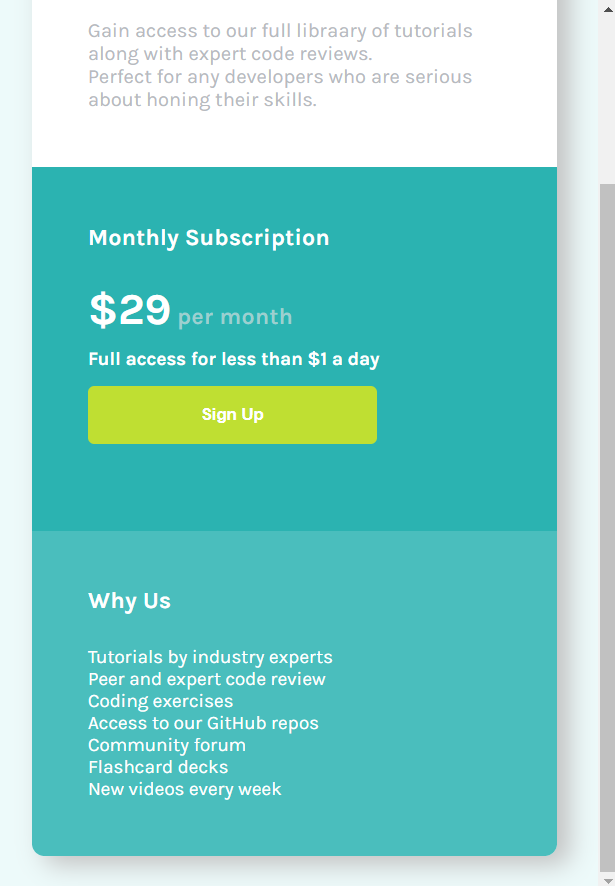 Gain access to our full libraary of tutorials
along with expert code reviews.
Perfect for any developers who are serious
about honing their skills.
Monthly Subscription
$29 per month
Full access for less than $1 a day
Sign Up
Why Us
Tutorials by industry experts
Peer and expert code review
Coding exercises
Access to our GitHub repos
Community forum
Flashcard decks
New videos every week